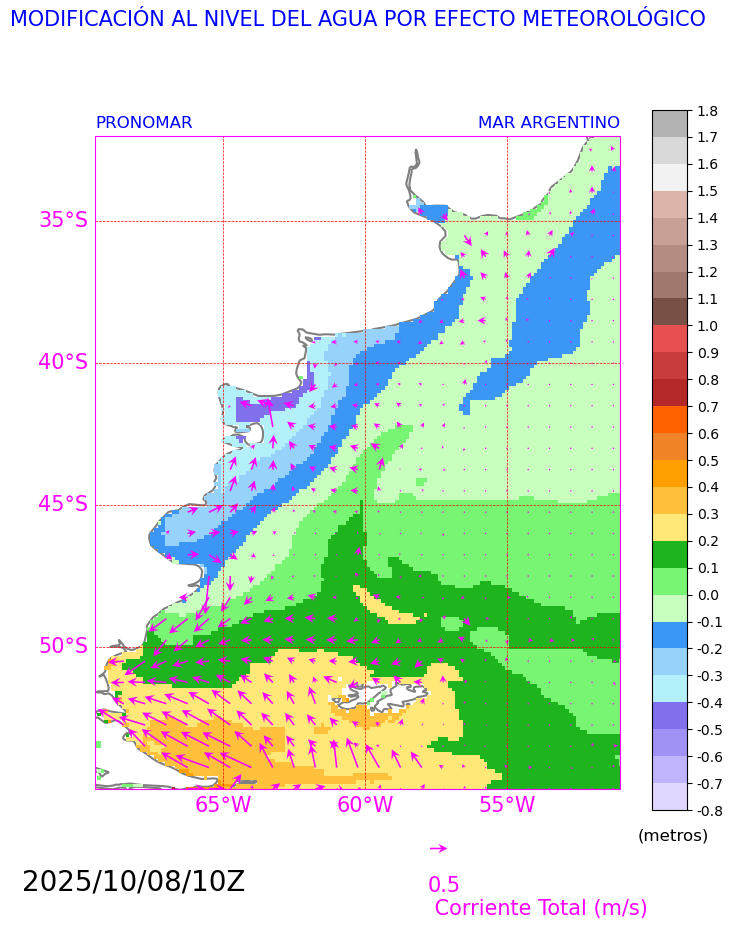 MODIFICACIÓN AL NIVEL DEL AGUA POR EFECTO METEOROLÓGICO
PRONOMAR
MAR ARGENTINO
35°S
40°S
45°S
50°S
65°W
60°W
55°W
1.8
1.7
1.6
1.5
1.4
1.3
1.2
1.1
1.0
0.9
0.8
0.7
0.6
0.5
0.4
0.3
0.2
0.1
0.0
-0.1
-0.2
-0.3
-0.4
-0.5
-0.6
-0.7
-0.8
(metros)
2025/10/08/10Z
0.5
Corriente Total (m/s)